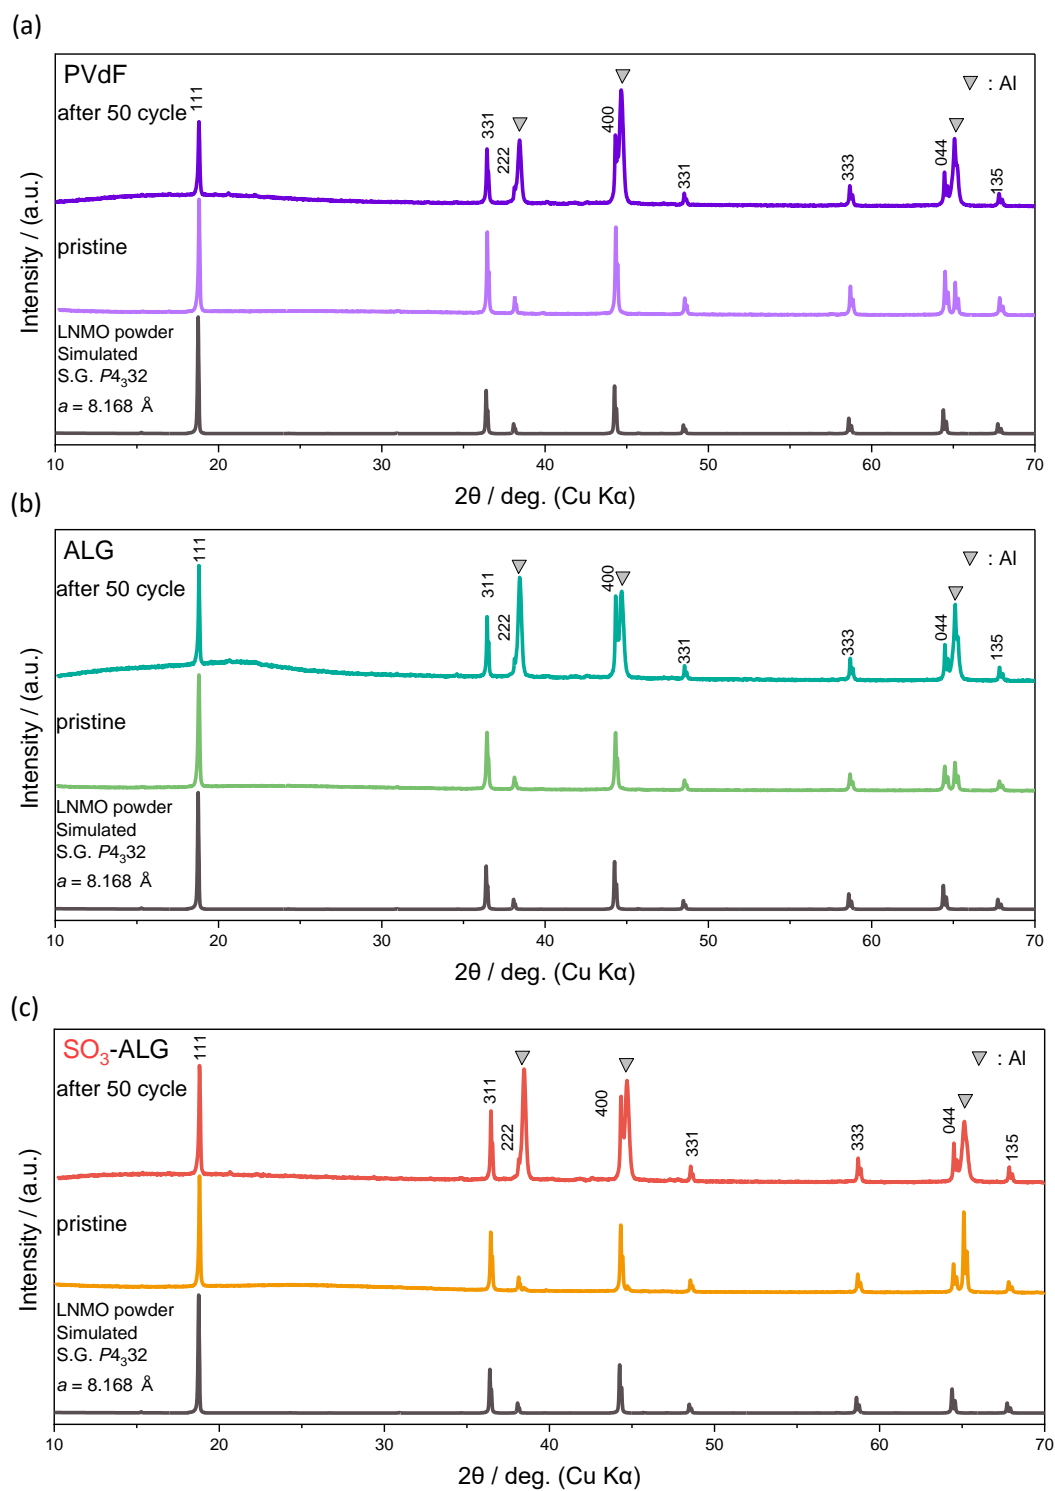 (a)
PVdF
after 50 cycle
111
331
222
400
331
333
044
135
: Al
pristine
LNMO powder
Simulated
S.G. P4₃32
a = 8.168 Å
Intensity / (a.u.)
10 20 30 40 50 60 70
2θ / deg. (Cu Kα)
(b)
ALG
after 50 cycle
111
311
222
400
331
333
044
135
: Al
pristine
LNMO powder
Simulated
S.G. P4₃32
a = 8.168 Å
Intensity / (a.u.)
10 20 30 40 50 60 70
2θ / deg. (Cu Kα)
(c)
SO₃-ALG
after 50 cycle
111
311
222
400
331
333
044
135
: Al
pristine
LNMO powder
Simulated
S.G. P4₃32
a = 8.168 Å
Intensity / (a.u.)
10 20 30 40 50 60 70
2θ / deg. (Cu Kα)